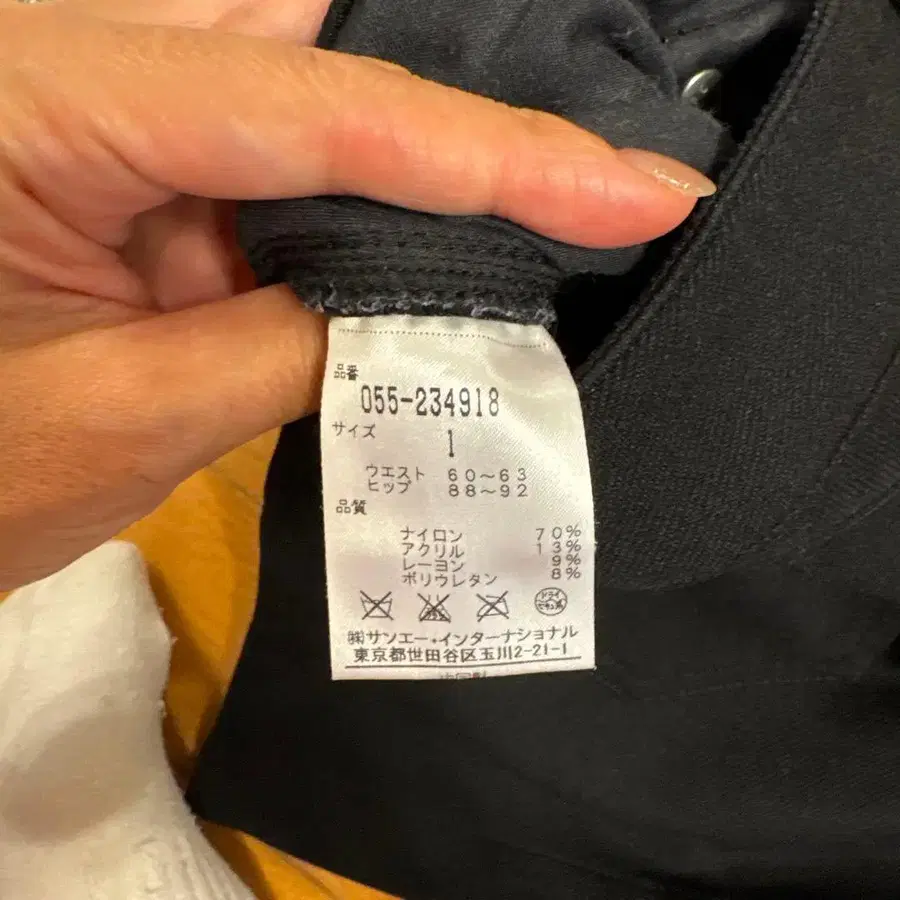 品番
055-234918
サイズ
1
ウエスト 60～63
ヒップ 88～92
品質
ナイロン 70%
アクリル 13%
レーヨン 9%
ポリウレタン 8%
ドライ
㈱サンエー・インターナショナル
東京都世田谷区玉川2-21-1